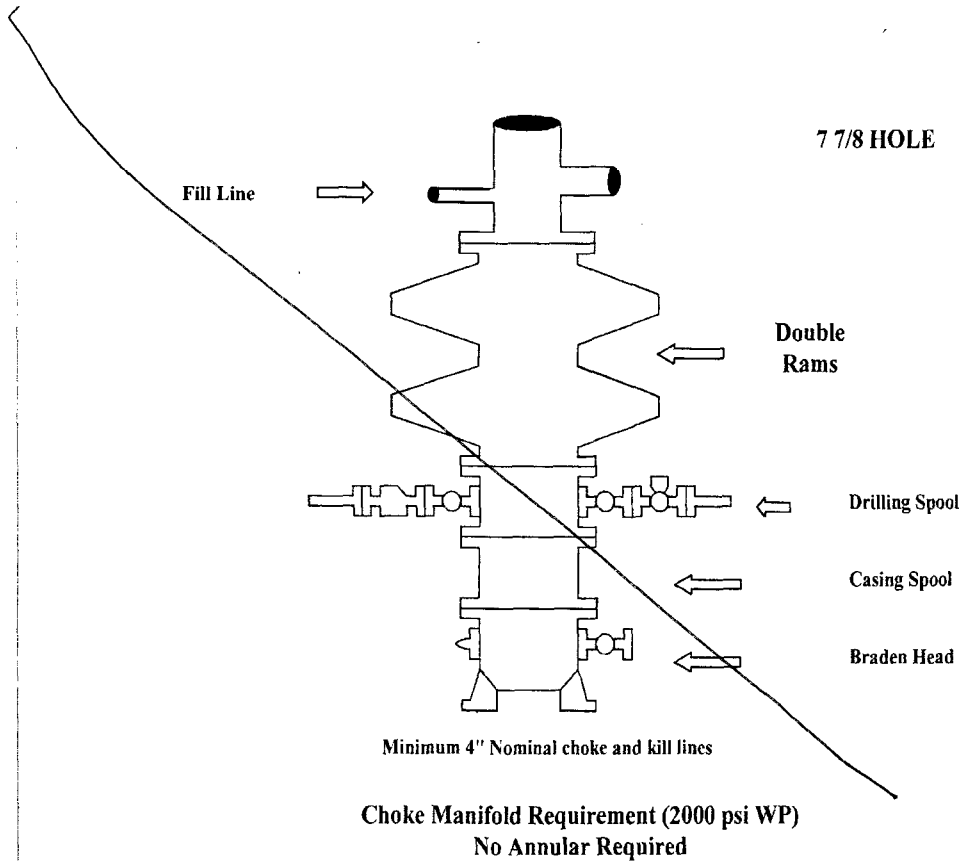 7 7/8 HOLE
Fill Line
Double
Rams
Drilling Spool
Casing Spool
Braden Head
Minimum 4" Nominal choke and kill lines
Choke Manifold Requirement (2000 psi WP)
No Annular Required